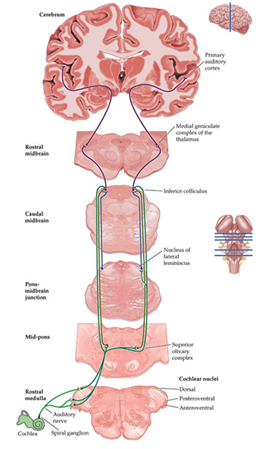 Cerebrum
Primary
auditory
cortex
Medial geniculate
complex of the
thalamus
Rostral
midbrain
Inferior colliculus
Caudal
midbrain
Nucleus of
lateral
lemniscus
Pons-
midbrain
junction
Mid-pons
Superior
olivary
complex
Cochlear nuclei
Rostral
medulla
Dorsal
Posteroventral
Anteroventral
Auditory
nerve
Cochlea
Spiral ganglion